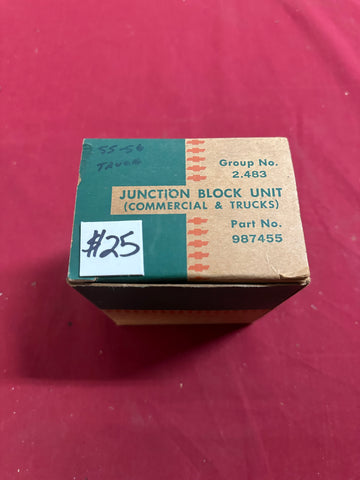 55-56
TRUCK
Group No.
2.483
JUNCTION BLOCK UNIT
(COMMERCIAL & TRUCKS)
#25
Part No.
987455